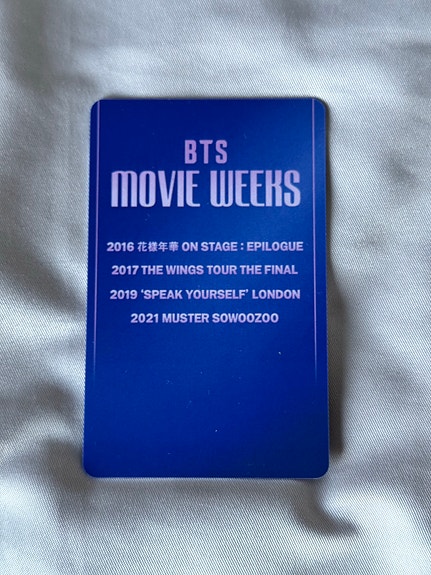 BTS
MOVIE WEEKS
2016 花樣年華 ON STAGE : EPILOGUE
2017 THE WINGS TOUR THE FINAL
2019 ‘SPEAK YOURSELF’ LONDON
2021 MUSTER SOWOOZOO